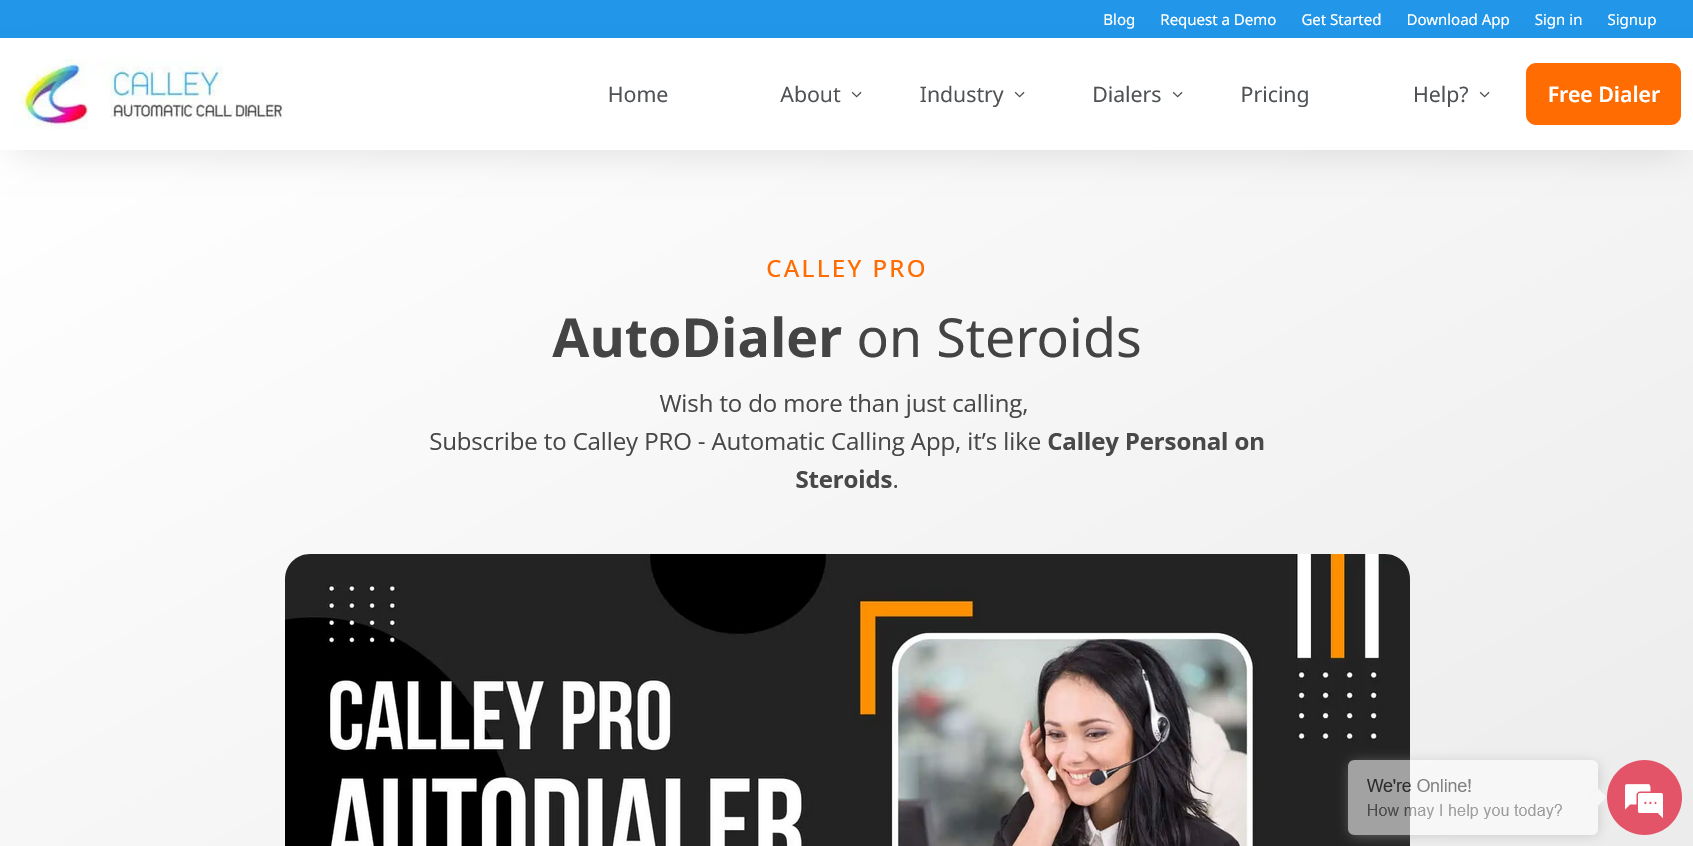 Blog Request a Demo Get Started Download App Sign in Signup
CALLEY
AUTOMATIC CALL DIALER
Home About Industry Dialers Pricing Help? Free Dialer
CALLEY PRO
AutoDialer on Steroids
Wish to do more than just calling,
Subscribe to Calley PRO - Automatic Calling App, it’s like Calley Personal on
Steroids.
CALLEY PRO
AUTODIALER
We're Online!
How may I help you today?